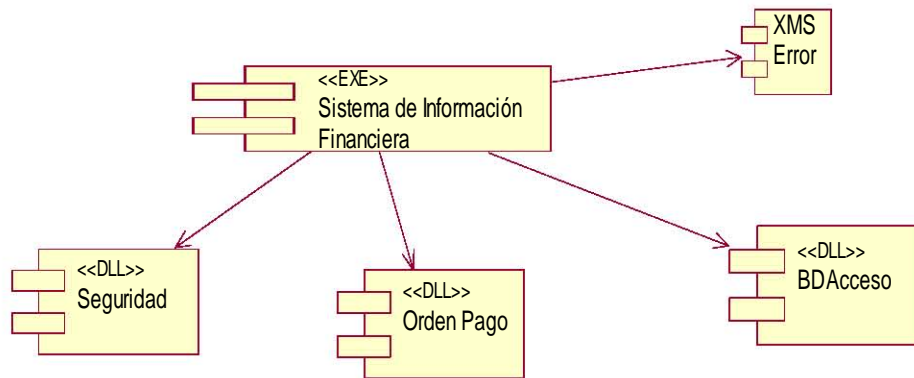 XMS
Error
<<EXE>>
Sistema de Información
Financiera
<<DLL>>
Seguridad
<<DLL>>
Orden Pago
<<DLL>>
BDAcceso